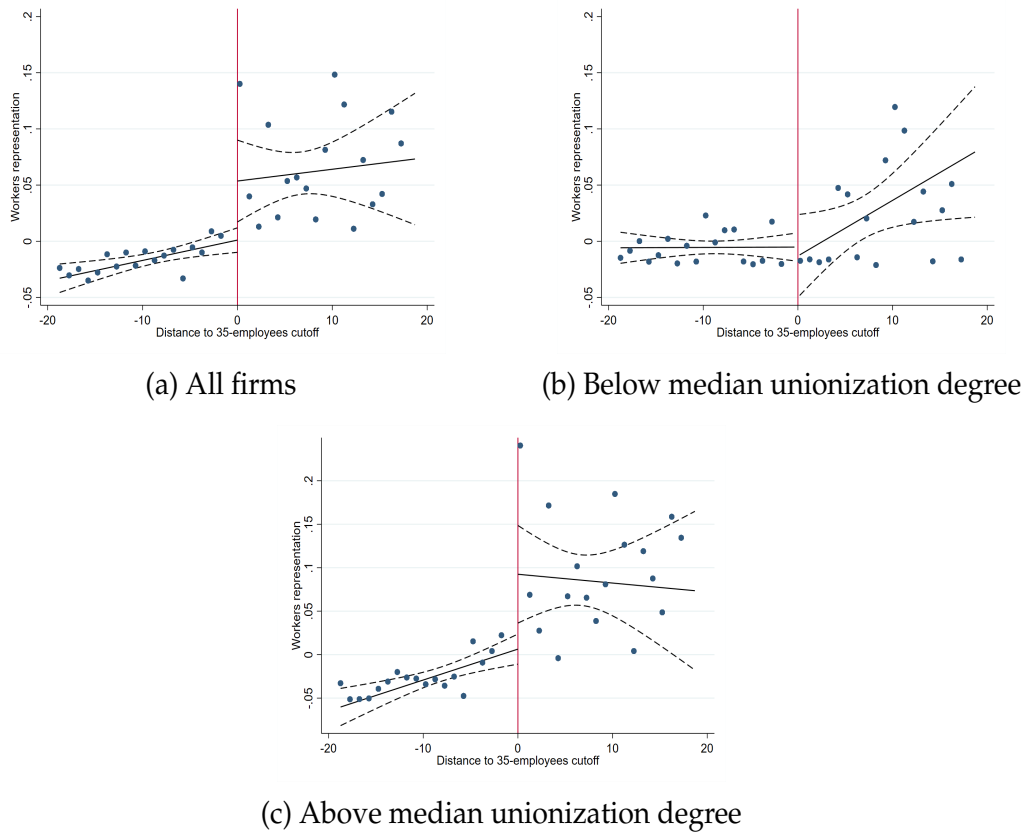 .2
.15
.1
.05
0
-.05
Workers representation
-20 -10 0 10 20
Distance to 35-employees cutoff
(a) All firms
.2
.15
.1
.05
0
-.05
Workers representation
-20 -10 0 10 20
Distance to 35-employees cutoff
(b) Below median unionization degree
.2
.15
.1
.05
0
-.05
Workers representation
-20 -10 0 10 20
Distance to 35-employees cutoff
(c) Above median unionization degree